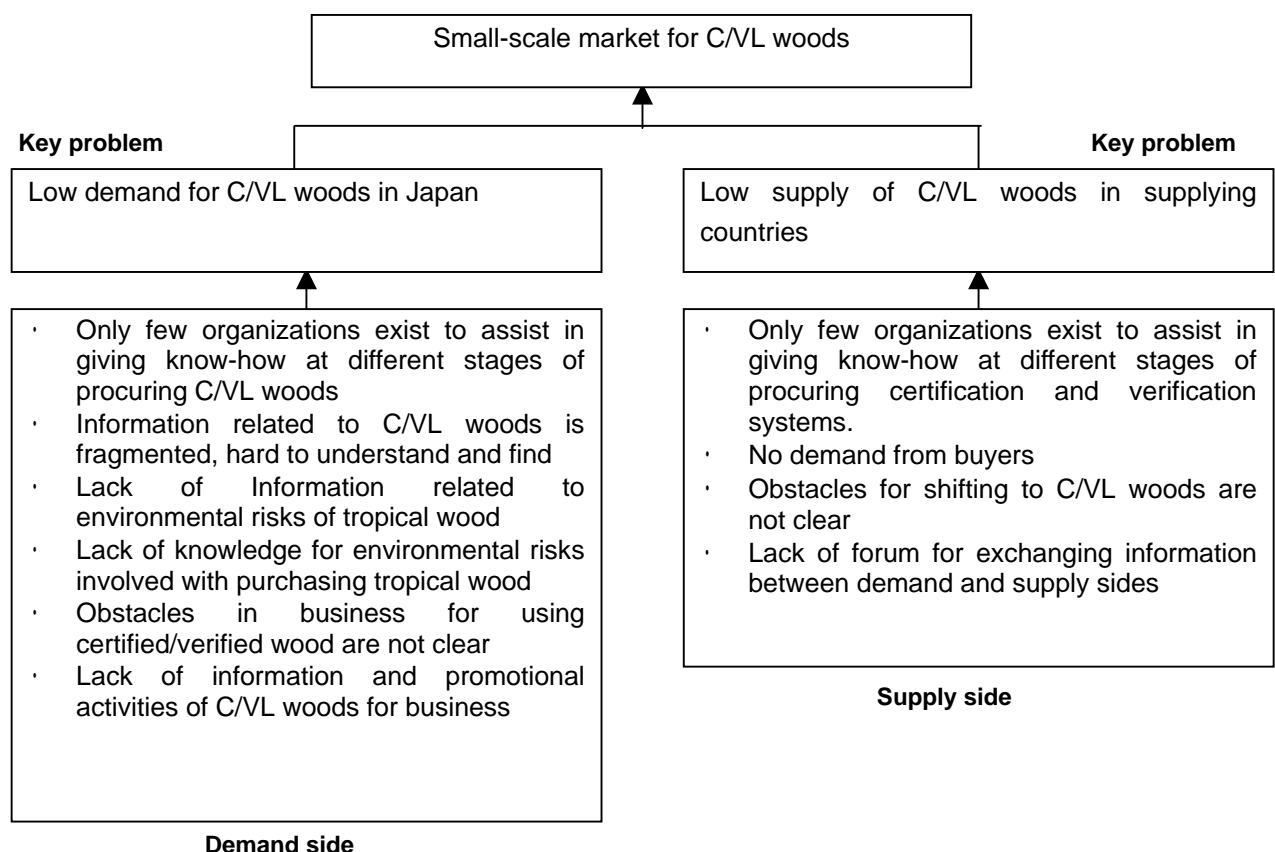 Small-scale market for C/VL woods
Key problem
Key problem
Low demand for C/VL woods in Japan
Low supply of C/VL woods in supplying
countries
· Only few organizations exist to assist in
giving know-how at different stages of
procuring C/VL woods
· Information related to C/VL woods is
fragmented, hard to understand and find
· Lack of Information related to
environmental risks of tropical wood
· Lack of knowledge for environmental risks
involved with purchasing tropical wood
· Obstacles in business for using
certified/verified wood are not clear
· Lack of information and promotional
activities of C/VL woods for business
Demand side
· Only few organizations exist to assist in
giving know-how at different stages of
procuring certification and verification
systems.
· No demand from buyers
· Obstacles for shifting to C/VL woods are
not clear
· Lack of forum for exchanging information
between demand and supply sides
Supply side